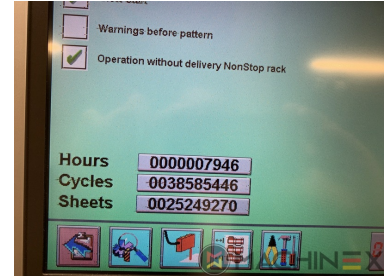 Warnings before pattern
Operation without delivery NonStop rack
Hours 0000007946
Cycles 0038585446
Sheets 0025249270
MACHINEX